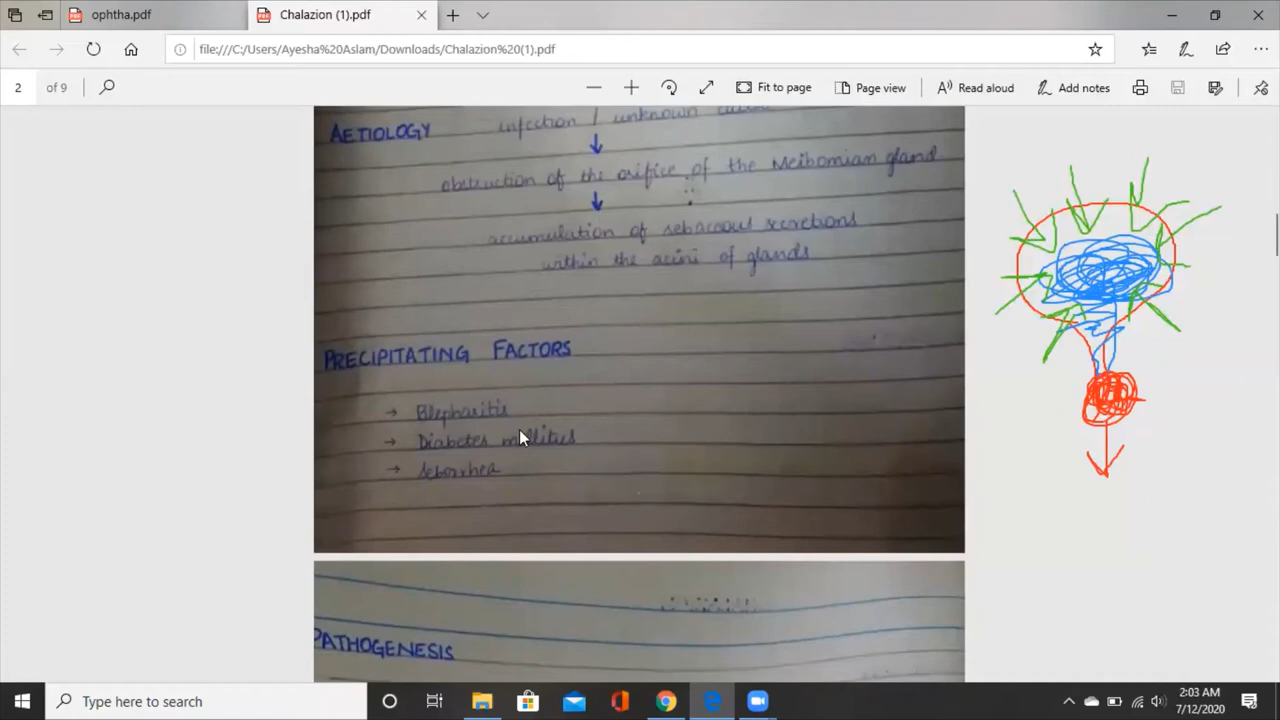 ophtha.pdf
Chalazion (1).pdf
file:///C:/Users/Ayesha%20Aslam/Downloads/Chalazion%20(1).pdf
2 of 9
Fit to page
Page view
Read aloud
Add notes
AETIOLOGY infection / unknown
obstruction of the orifice of the Meibomian gland
accumulation of sebaceous secretions
within the acini of glands
PRECIPITATING FACTORS
→ Blepharitis
→ Diabetes mellitus
→ Seborrhea
PATHOGENESIS
Type here to search
2:03 AM
7/12/2020